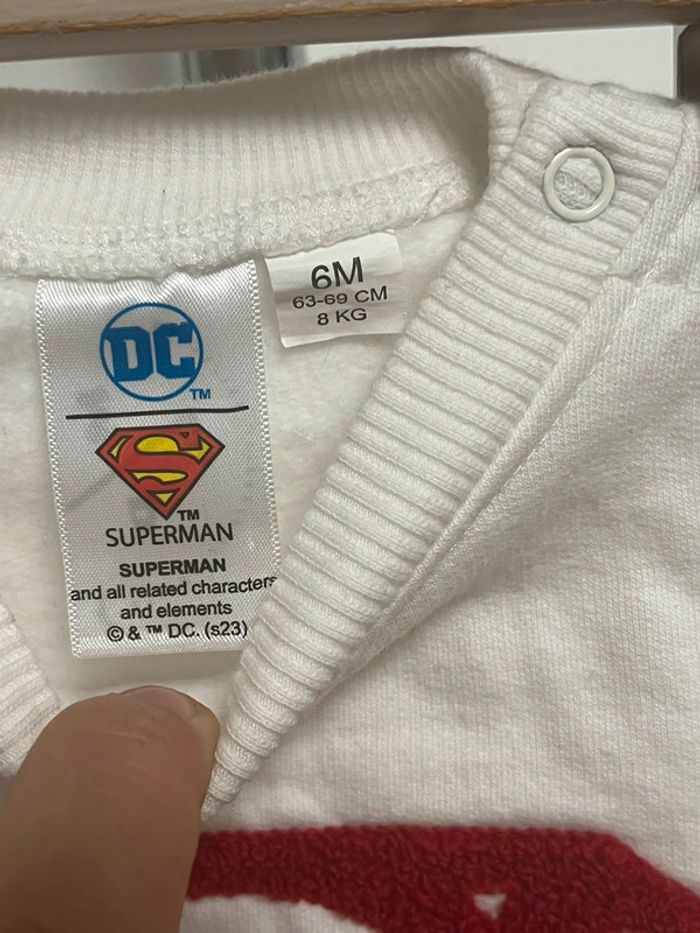 DC
TM
TM
SUPERMAN
SUPERMAN
and all related characters
and elements
© & ™ DC. (s23)
6M
63-69 CM
8 KG